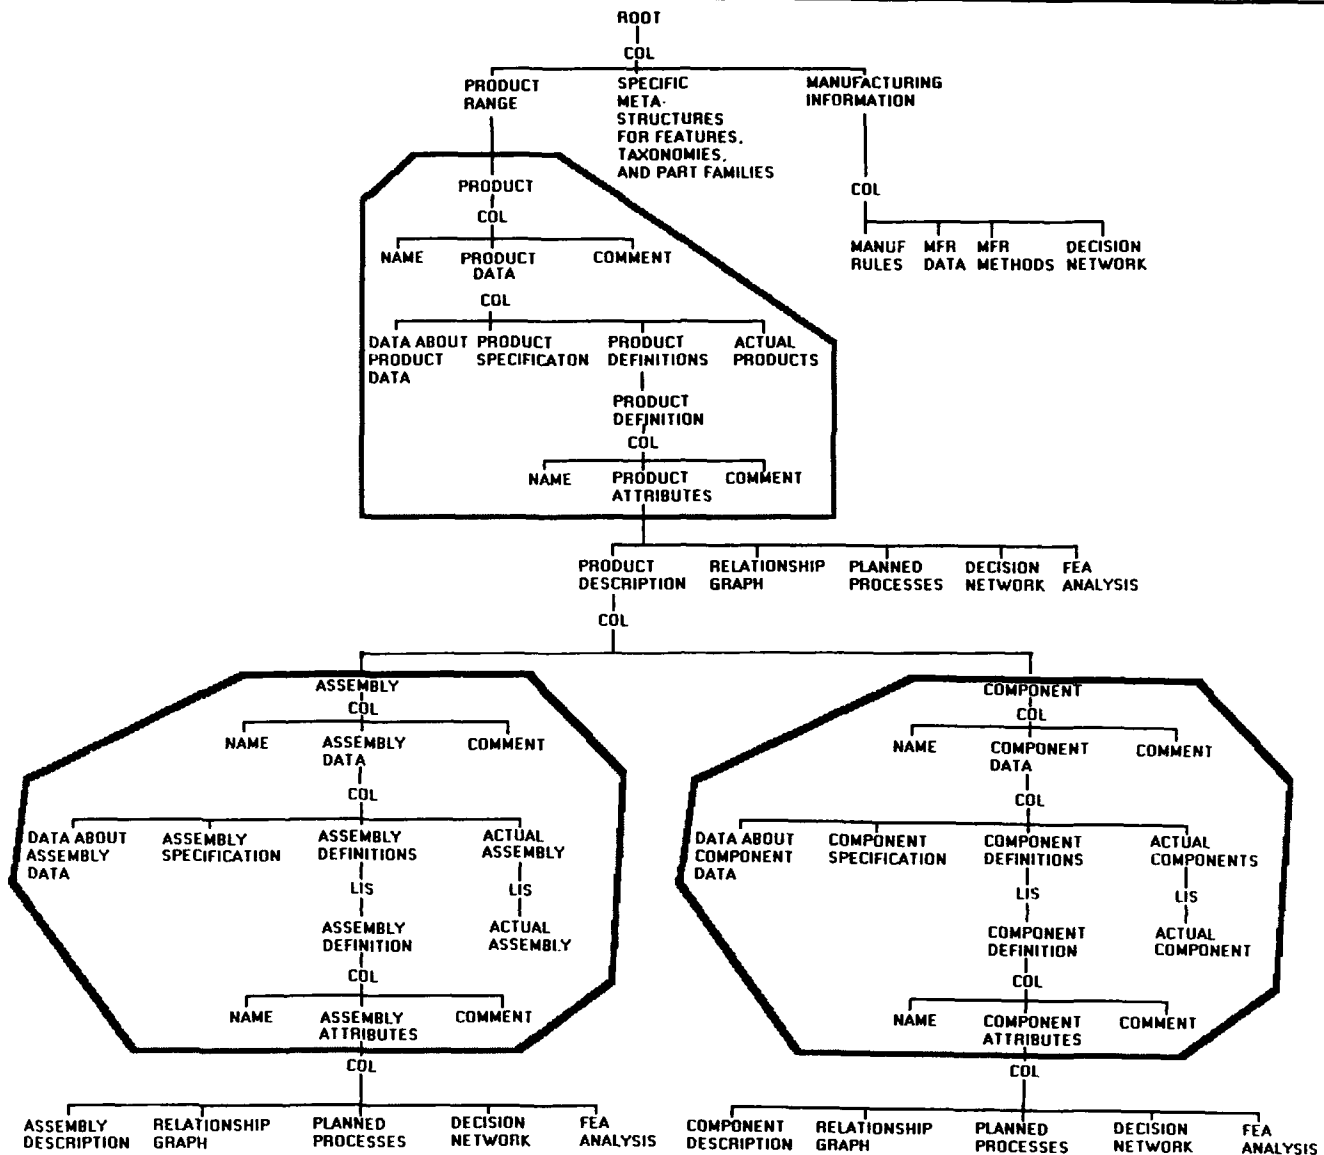 ROOT
COL
PRODUCT
RANGE
SPECIFIC
META-
STRUCTURES
FOR FEATURES,
TAXONOMIES,
AND PART FAMILIES
MANUFACTURING
INFORMATION
PRODUCT
COL
COL
NAME
PRODUCT
DATA
COMMENT
MANUF
RULES
MFR
DATA
MFR
METHODS
DECISION
NETWORK
COL
DATA ABOUT
PRODUCT
DATA
PRODUCT
SPECIFICATON
PRODUCT
DEFINITIONS
ACTUAL
PRODUCTS
PRODUCT
DEFINITION
COL
NAME
PRODUCT
ATTRIBUTES
COMMENT
PRODUCT
DESCRIPTION
RELATIONSHIP
GRAPH
PLANNED
PROCESSES
DECISION
NETWORK
FEA
ANALYSIS
COL
ASSEMBLY
COL
NAME
ASSEMBLY
DATA
COMMENT
COL
DATA ABOUT
ASSEMBLY
DATA
ASSEMBLY
SPECIFICATION
ASSEMBLY
DEFINITIONS
ACTUAL
ASSEMBLY
LIS
LIS
ASSEMBLY
DEFINITION
ACTUAL
ASSEMBLY
COL
NAME
ASSEMBLY
ATTRIBUTES
COMMENT
COL
ASSEMBLY
DESCRIPTION
RELATIONSHIP
GRAPH
PLANNED
PROCESSES
DECISION
NETWORK
FEA
ANALYSIS
COMPONENT
COL
NAME
COMPONENT
DATA
COMMENT
COL
DATA ABOUT
COMPONENT
DATA
COMPONENT
SPECIFICATION
COMPONENT
DEFINITIONS
ACTUAL
COMPONENTS
LIS
LIS
COMPONENT
DEFINITION
ACTUAL
COMPONENT
COL
NAME
COMPONENT
ATTRIBUTES
COMMENT
COL
COMPONENT
DESCRIPTION
RELATIONSHIP
GRAPH
PLANNED
PROCESSES
DECISION
NETWORK
FEA
ANALYSIS